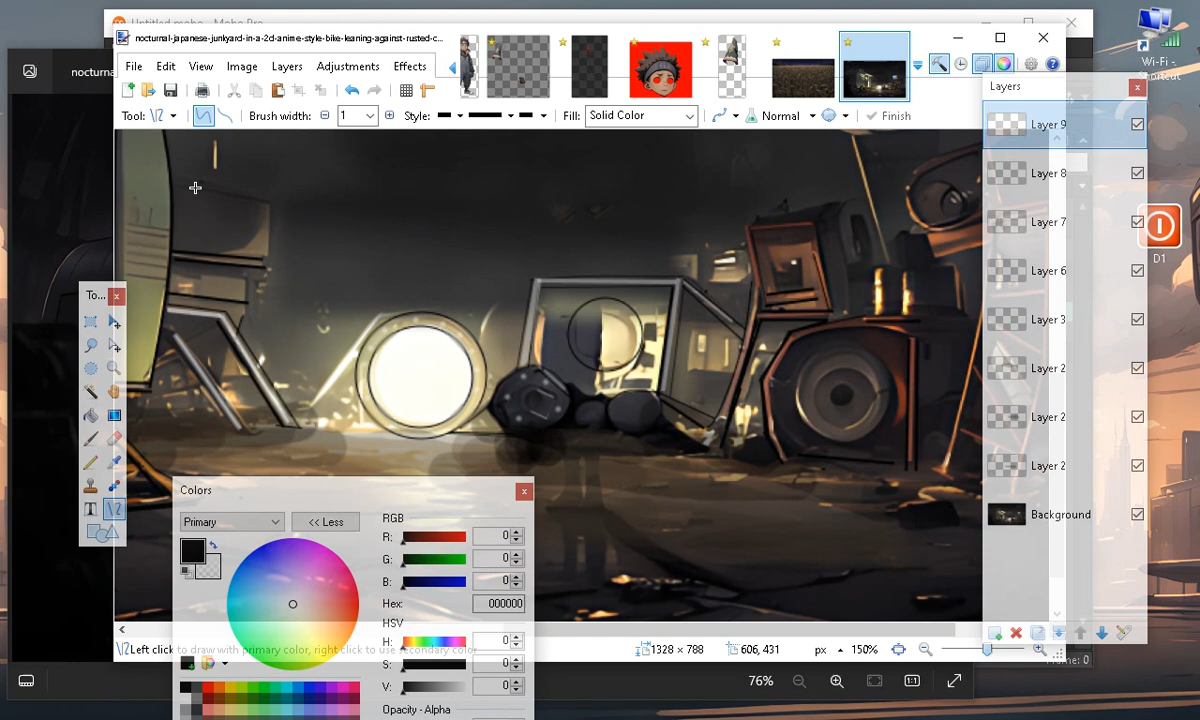 Untitled.moho - Moho Pro
nocturnal-japanese-junkyard-in-a-2d-anime-style-bike-leaning-against-rusted-c...
nocturna
File Edit View Image Layers Adjustments Effects
Tool: Brush width: 1 Style: Fill: Solid Color Normal Finish
Wi-Fi -
Shortcut
D1
Layers
Layer 9
Layer 8
Layer 7
Layer 6
Layer 3
Layer 2
Layer 2
Layer 2
Background
To...
Colors
Primary
<< Less
RGB
R: 0
G: 0
B: 0
Hex: 000000
HSV
H: 0
S: 0
V: 0
Opacity - Alpha
Left click to draw with primary color, right click to use secondary color
1328 × 788
606, 431
px
150%
Frame: 0
76%